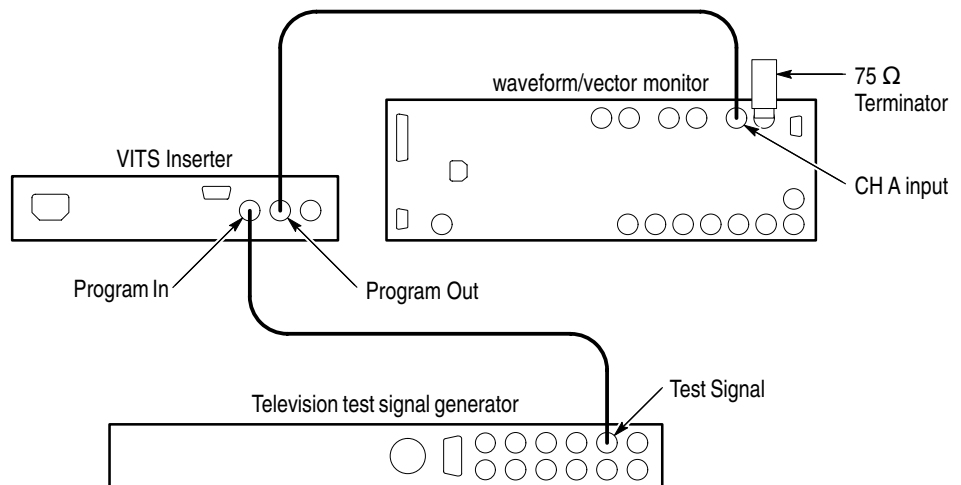 waveform/vector monitor
75 Ω
Terminator
VITS Inserter
CH A input
Program In
Program Out
Television test signal generator
Test Signal